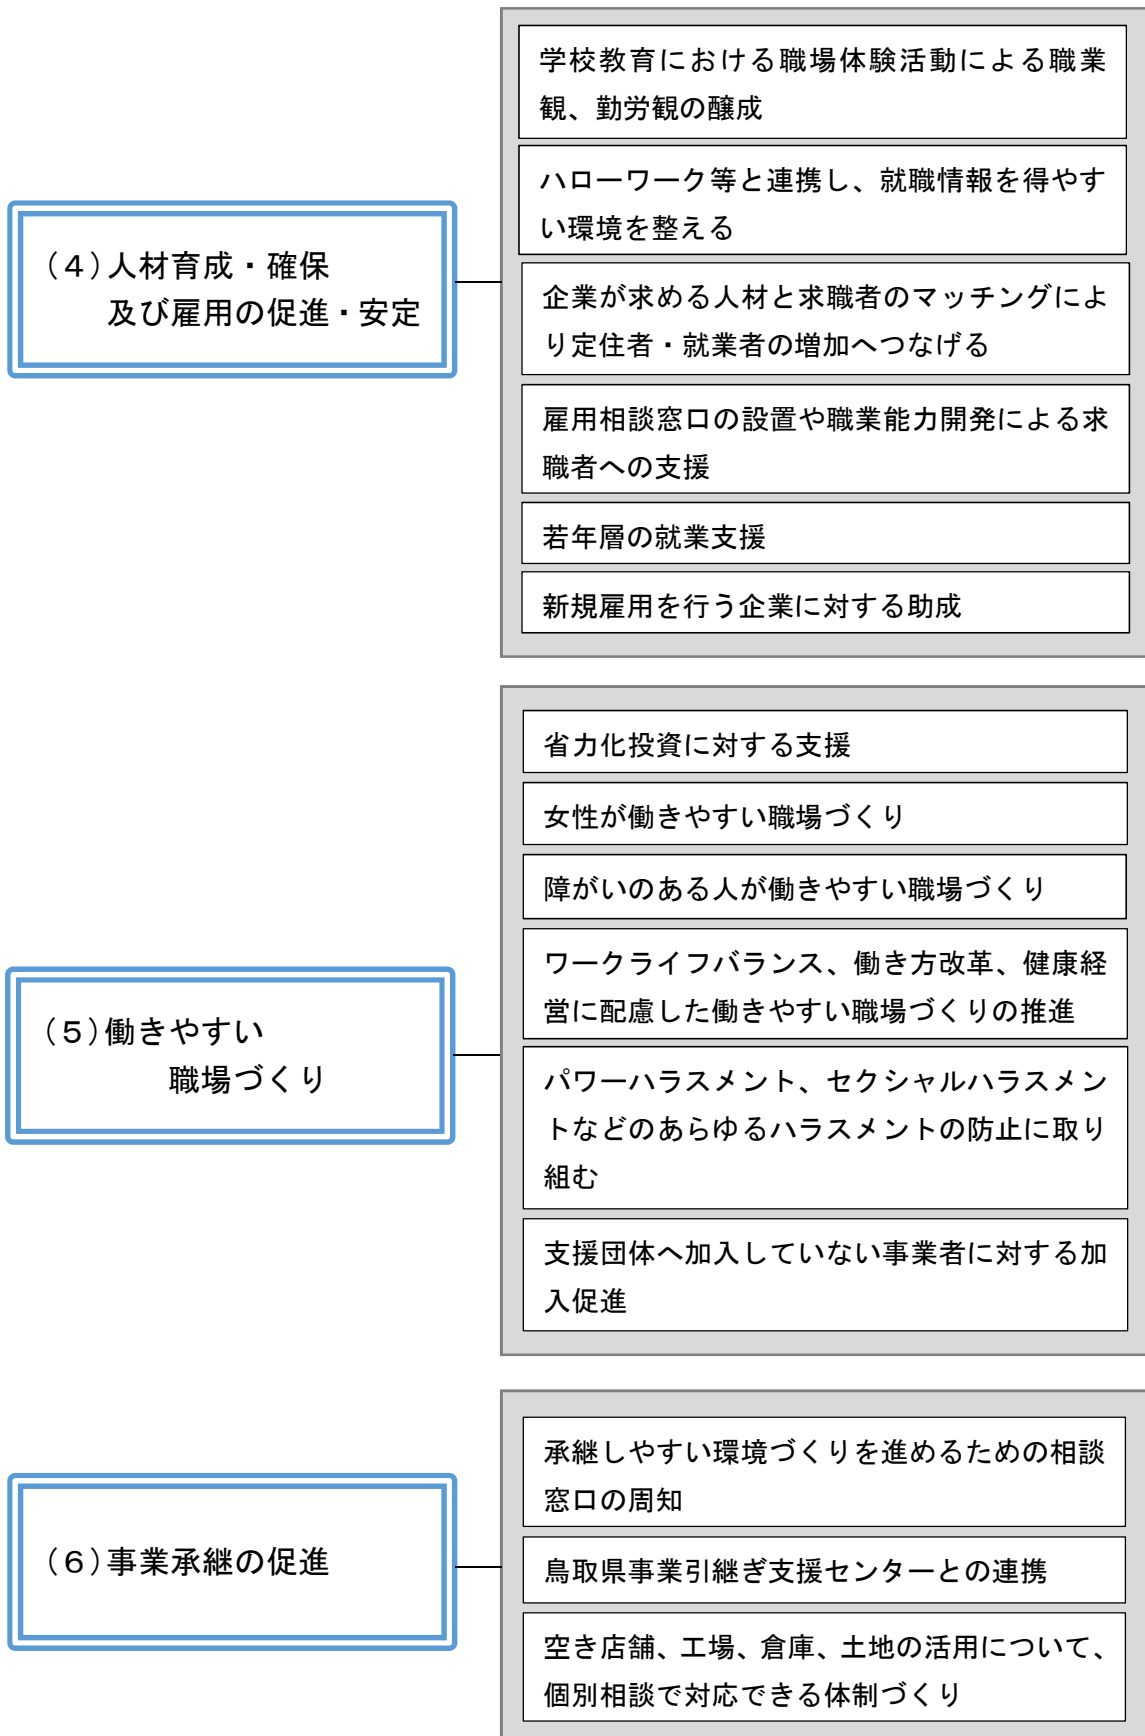 （４）人材育成・確保
及び雇用の促進・安定
学校教育における職場体験活動による職業
観、勤労観の醸成
ハローワーク等と連携し、就職情報を得やす
い環境を整える
企業が求める人材と求職者のマッチングによ
り定住者・就業者の増加へつなげる
雇用相談窓口の設置や職業能力開発による求
職者への支援
若年層の就業支援
新規雇用を行う企業に対する助成
（５）働きやすい
職場づくり
省力化投資に対する支援
女性が働きやすい職場づくり
障がいのある人が働きやすい職場づくり
ワークライフバランス、働き方改革、健康経
営に配慮した働きやすい職場づくりの推進
パワーハラスメント、セクシャルハラスメン
トなどのあらゆるハラスメントの防止に取り
組む
支援団体へ加入していない事業者に対する加
入促進
（６）事業承継の促進
承継しやすい環境づくりを進めるための相談
窓口の周知
鳥取県事業引継ぎ支援センターとの連携
空き店舗、工場、倉庫、土地の活用について、
個別相談で対応できる体制づくり